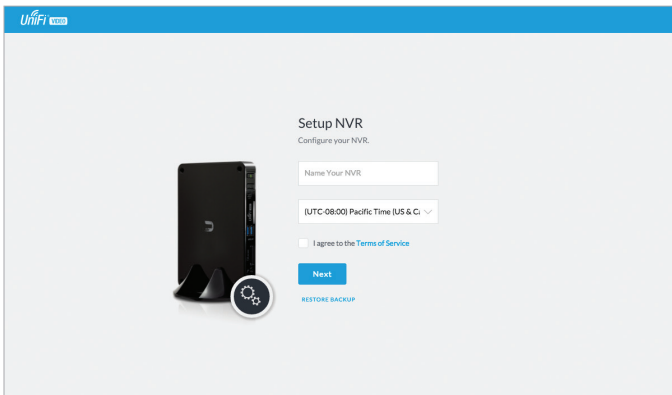 UniFi VIDEO
Setup NVR
Configure your NVR.
Name Your NVR
(UTC-08:00) Pacific Time (US & Ca
I agree to the Terms of Service
Next
RESTORE BACKUP